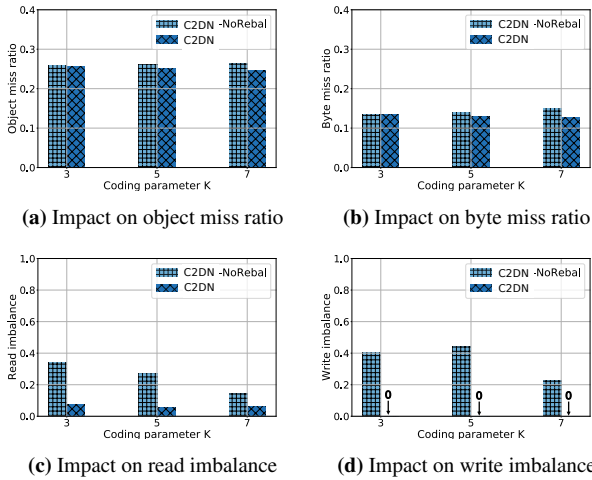 0.4
0.3
0.2
0.1
0.0
Object miss ratio
C2DN -NoRebal
C2DN
3 5 7
Coding parameter K
(a) Impact on object miss ratio
0.4
0.3
0.2
0.1
0.0
Byte miss ratio
C2DN -NoRebal
C2DN
3 5 7
Coding parameter K
(b) Impact on byte miss ratio
1.0
0.8
0.6
0.4
0.2
0.0
Read imbalance
C2DN -NoRebal
C2DN
3 5 7
Coding parameter K
(c) Impact on read imbalance
1.0
0.8
0.6
0.4
0.2
0.0
Write imbalance
C2DN -NoRebal
C2DN
0 0 0
3 5 7
Coding parameter K
(d) Impact on write imbalance